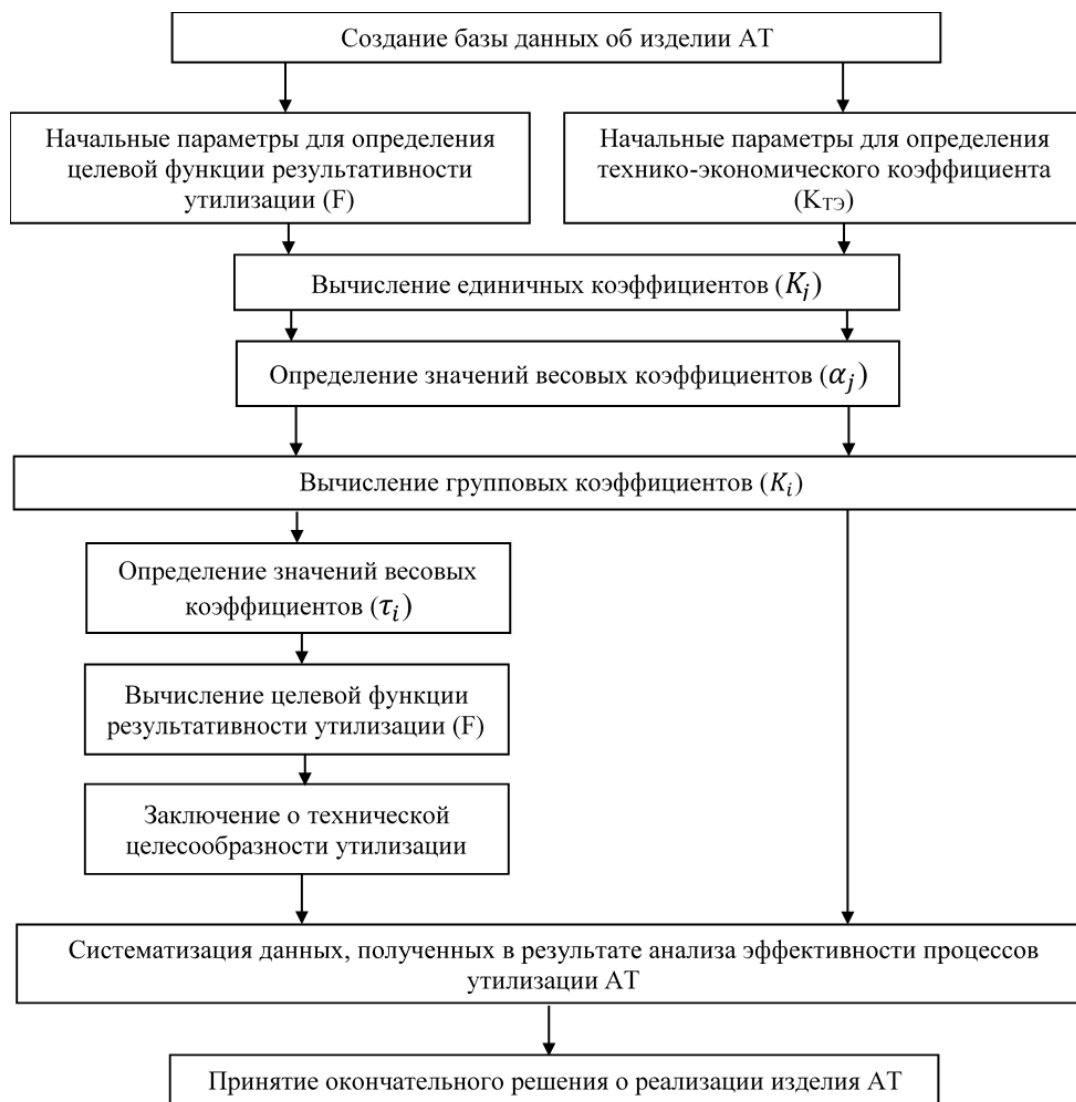 Создание базы данных об изделии АТ
Начальные параметры для определения
целевой функции результативности
утилизации (F)
Начальные параметры для определения
технико-экономического коэффициента
(KТЭ)
Вычисление единичных коэффициентов (Kj)
Определение значений весовых коэффициентов (αj)
Вычисление групповых коэффициентов (Ki)
Определение значений весовых
коэффициентов (τi)
Вычисление целевой функции
результативности утилизации (F)
Заключение о технической
целесообразности утилизации
Систематизация данных, полученных в результате анализа эффективности процессов
утилизации АТ
Принятие окончательного решения о реализации изделия АТ